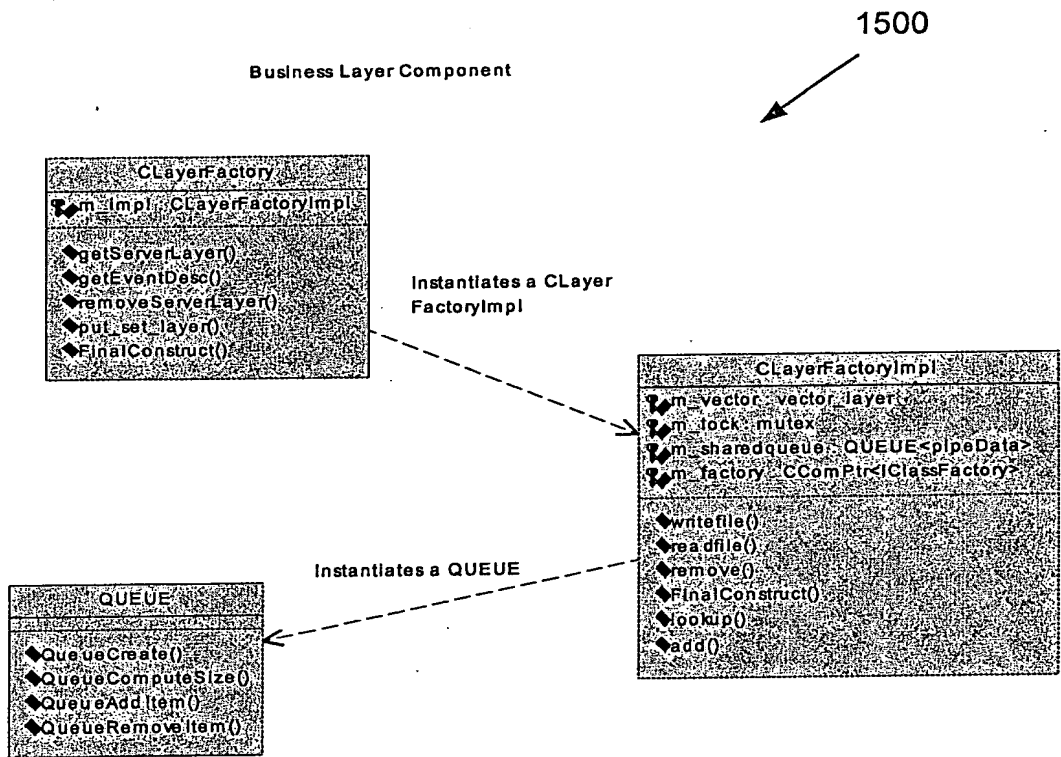 1500
Business Layer Component
CLayerFactory
m_Impl : CLayerFactoryImpl
getServerLayer()
getEventDesc()
removeServerLayer()
put_set_layer()
FinalConstruct()
Instantiates a CLayer
FactoryImpl
CLayerFactoryImpl
m_vector : vector_layer
m_lock : mutex
m_sharedqueue : QUEUE<pipeData>
m_factory : CComPtr<IClassFactory>
writefile()
readfile()
remove()
FinalConstruct()
lookup()
add()
Instantiates a QUEUE
QUEUE
QueueCreate()
QueueComputeSize()
QueueAddItem()
QueueRemoveItem()